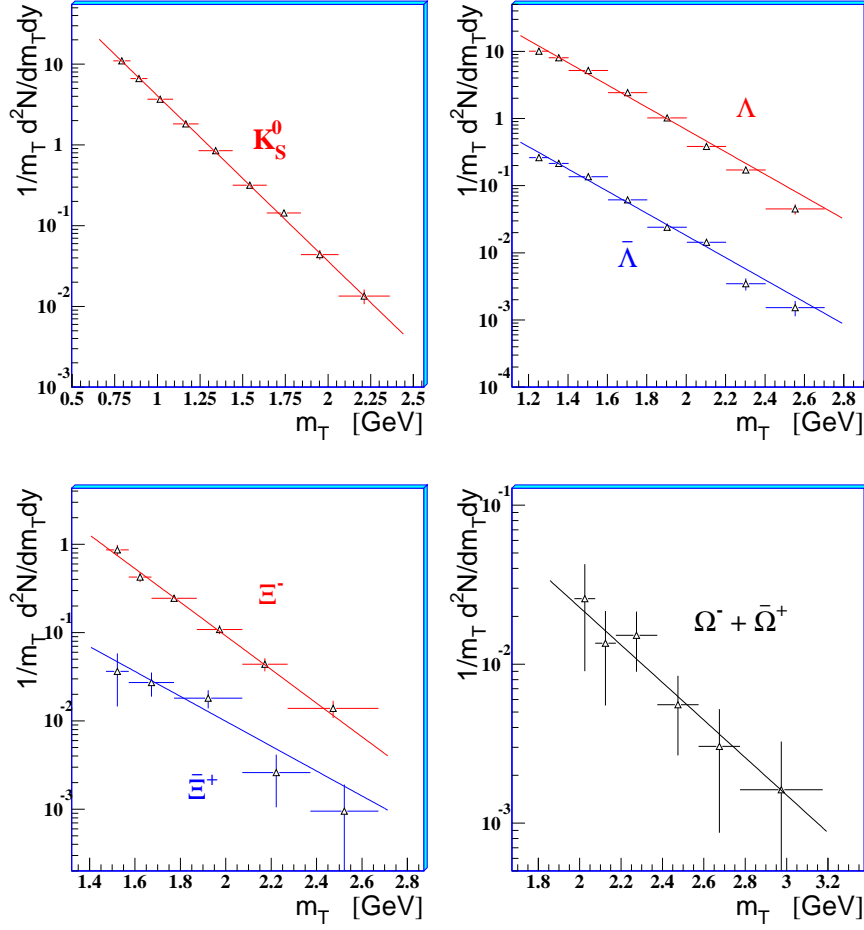 1/m_T d²N/dm_Tdy
10
1
10⁻¹
10⁻²
10⁻³
K⁰_S
0.5 0.75 1 1.25 1.5 1.75 2 2.25 2.5
m_T [GeV]
1/m_T d²N/dm_Tdy
10
1
10⁻¹
10⁻²
10⁻³
10⁻⁴
Λ
Λ̄
1.2 1.4 1.6 1.8 2 2.2 2.4 2.6 2.8
m_T [GeV]
1/m_T d²N/dm_Tdy
1
10⁻¹
10⁻²
10⁻³
Ξ⁻
Ξ̄⁺
1.4 1.6 1.8 2 2.2 2.4 2.6 2.8
m_T [GeV]
1/m_T d²N/dm_Tdy
10⁻¹
10⁻²
10⁻³
Ω⁻ + Ω̄⁺
1.8 2 2.2 2.4 2.6 2.8 3 3.2
m_T [GeV]